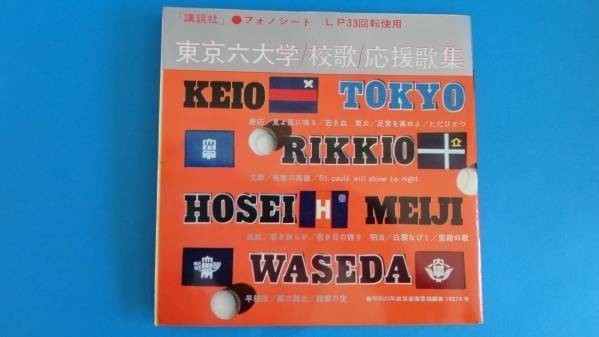 「講談社」●フォノシート　LP33回転使用
東京六大学/校歌/応援歌集
KEIO TOKYO
慶応/見よ風に鳴る/若き血　東大/足音を高めよ/ただひとつ
RIKKIO
立教/栄光の立教/St. pauls will shine to-night
HOSEI H MEIJI
法政/若き我らが/若き日の誇り　明治/白雲なびく/紫紺の歌
WASEDA
早稲田/都の西北/紺碧の空